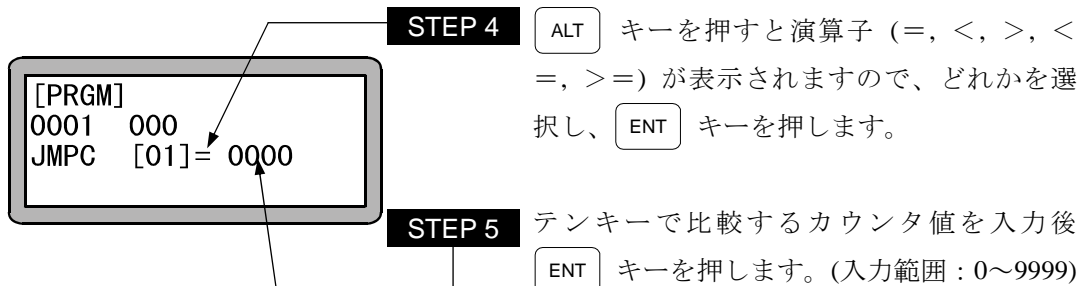 [PRGM]
0001 000
JMPC [01]= 0000
STEP 4
ALT キーを押すと演算子 (=, <, >, <
=, >=) が表示されますので、どれかを選
択し、 ENT キーを押します。
STEP 5
テンキーで比較するカウンタ値を入力後
ENT キーを押します。(入力範囲:0～9999)